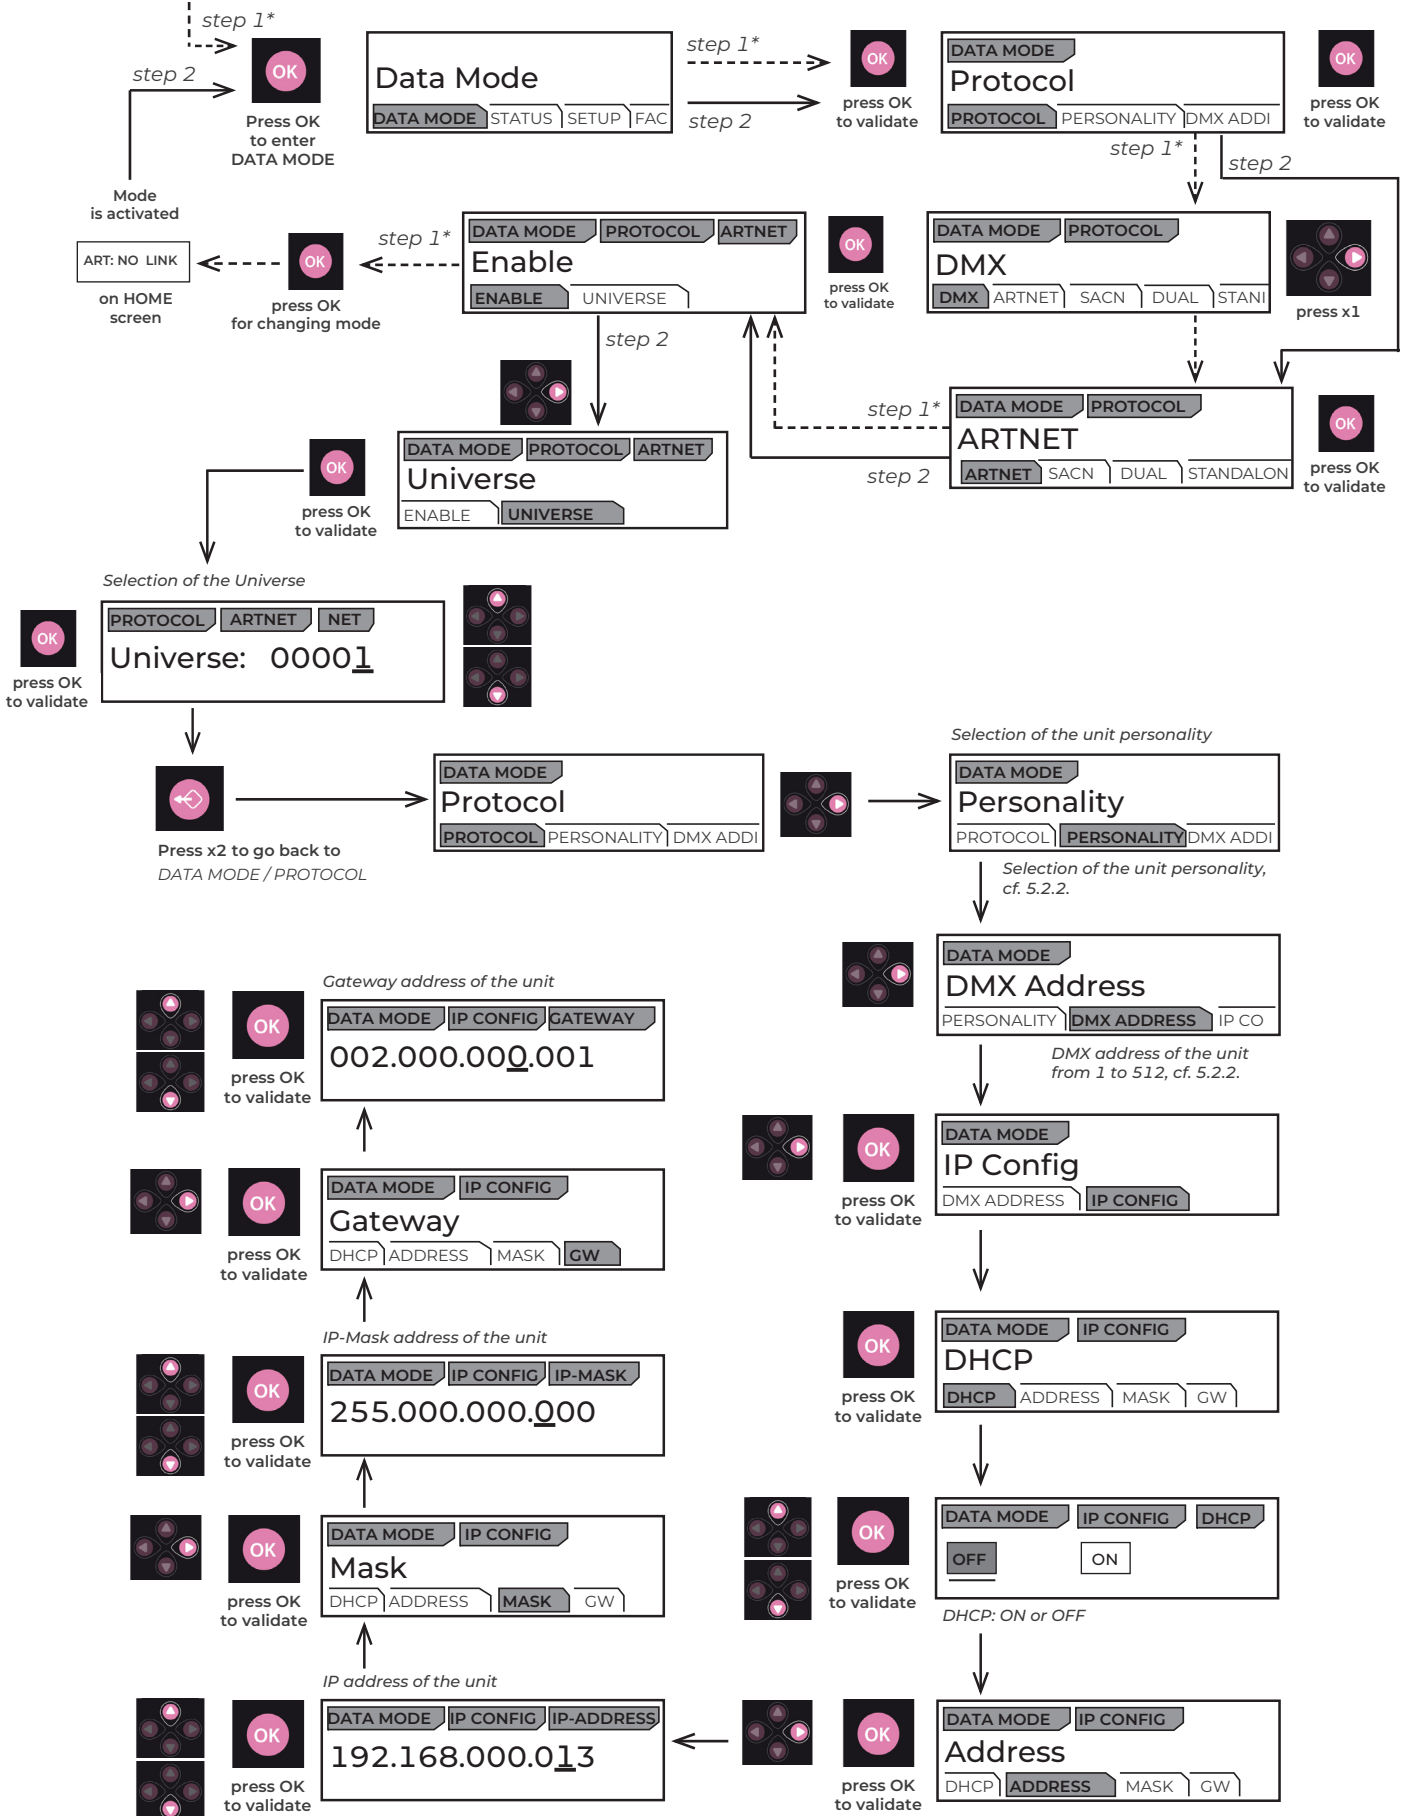 step 1*
step 2
OK
Press OK
to enter
DATA MODE
Data Mode
DATA MODE STATUS SETUP FAC
step 1*
step 2
OK
press OK
to validate
DATA MODE
Protocol
PROTOCOL PERSONALITY DMX ADDI
OK
press OK
to validate
step 1*
step 2
Mode
is activated
ART: NO LINK
on HOME
screen
OK
press OK
for changing mode
step 1*
DATA MODE PROTOCOL ARTNET
Enable
ENABLE UNIVERSE
OK
press OK
to validate
DATA MODE PROTOCOL
DMX
DMX ARTNET SACN DUAL STANI
press x1
step 2
step 1*
step 2
DATA MODE PROTOCOL
ARTNET
ARTNET SACN DUAL STANDALON
OK
press OK
to validate
DATA MODE PROTOCOL ARTNET
Universe
ENABLE UNIVERSE
OK
press OK
to validate
Selection of the Universe
OK
press OK
to validate
PROTOCOL ARTNET NET
Universe: 00001
Press x2 to go back to
DATA MODE / PROTOCOL
DATA MODE
Protocol
PROTOCOL PERSONALITY DMX ADDI
Selection of the unit personality
DATA MODE
Personality
PROTOCOL PERSONALITY DMX ADDI
Selection of the unit personality,
cf. 5.2.2.
DATA MODE
DMX Address
PERSONALITY DMX ADDRESS IP CO
DMX address of the unit
from 1 to 512, cf. 5.2.2.
OK
press OK
to validate
DATA MODE
IP Config
DMX ADDRESS IP CONFIG
OK
press OK
to validate
DATA MODE IP CONFIG
DHCP
DHCP ADDRESS MASK GW
OK
press OK
to validate
DATA MODE IP CONFIG DHCP
OFF ON
DHCP: ON or OFF
OK
press OK
to validate
DATA MODE IP CONFIG
Address
DHCP ADDRESS MASK GW
IP address of the unit
OK
press OK
to validate
DATA MODE IP CONFIG IP-ADDRESS
192.168.000.013
OK
press OK
to validate
DATA MODE IP CONFIG
Mask
DHCP ADDRESS MASK GW
IP-Mask address of the unit
OK
press OK
to validate
DATA MODE IP CONFIG IP-MASK
255.000.000.000
OK
press OK
to validate
DATA MODE IP CONFIG
Gateway
DHCP ADDRESS MASK GW
Gateway address of the unit
OK
press OK
to validate
DATA MODE IP CONFIG GATEWAY
002.000.000.001